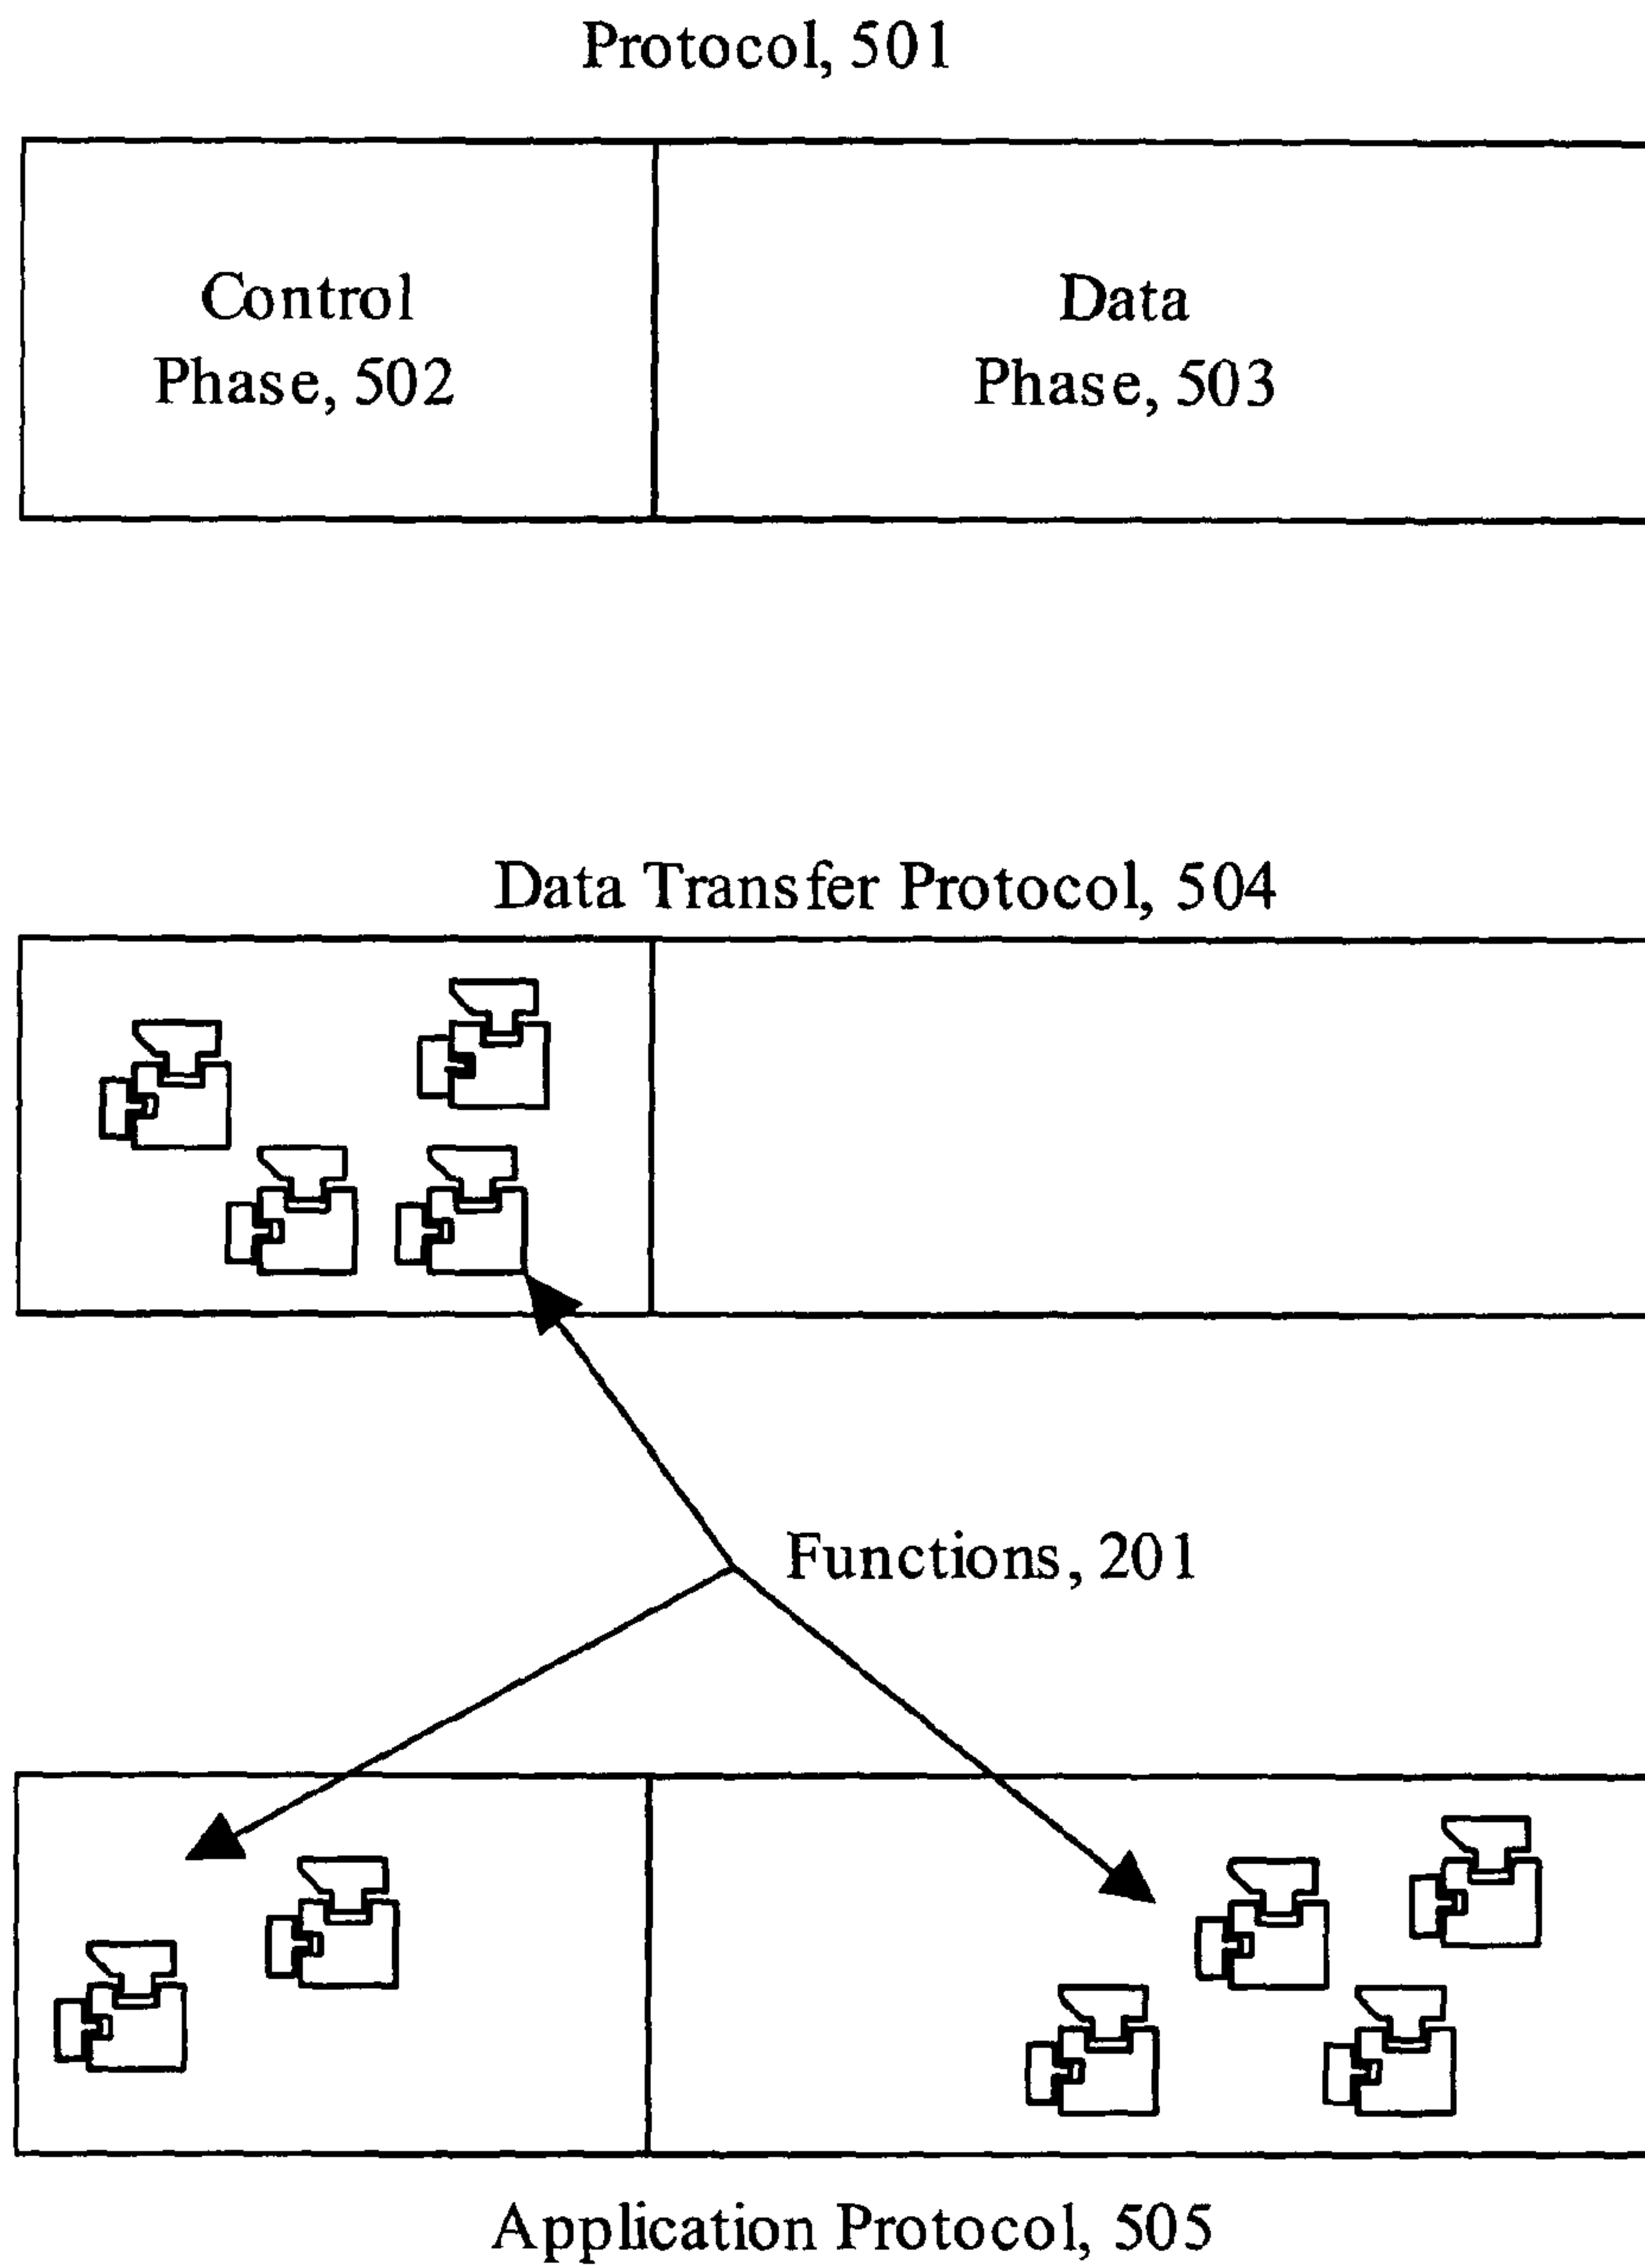 Protocol, 501
Control
Phase, 502
Data
Phase, 503
Data Transfer Protocol, 504
Functions, 201
Application Protocol, 505